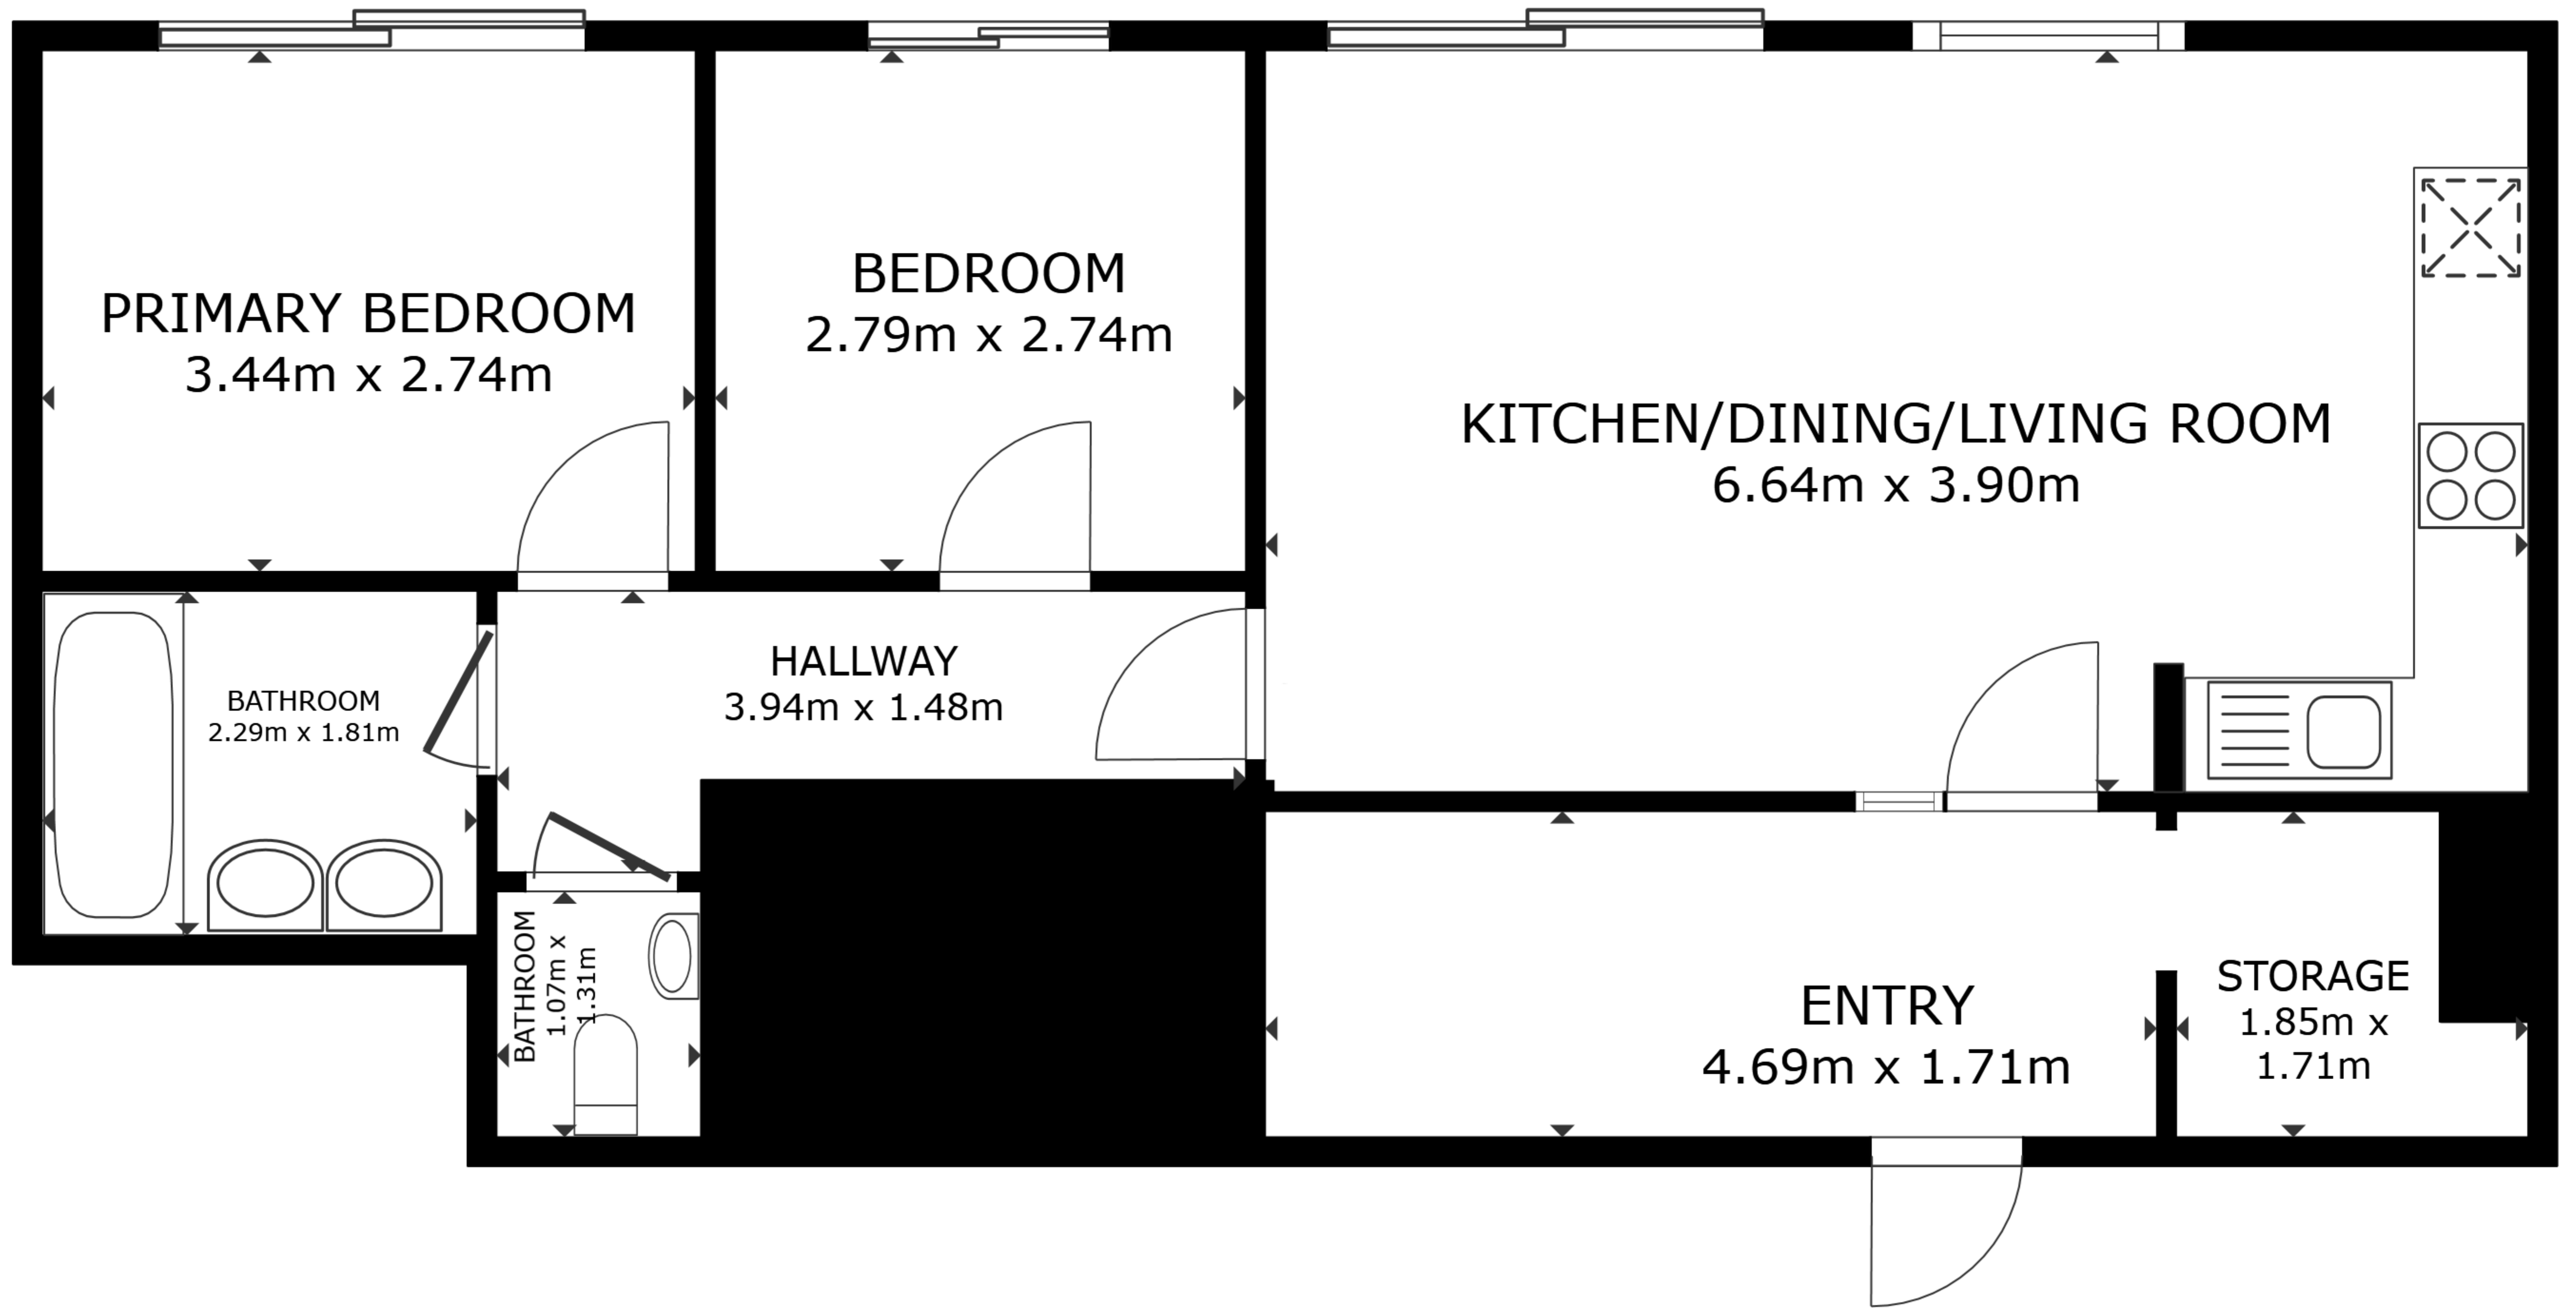 PRIMARY BEDROOM
3.44m x 2.74m
BEDROOM
2.79m x 2.74m
KITCHEN/DINING/LIVING ROOM
6.64m x 3.90m
HALLWAY
3.94m x 1.48m
BATHROOM
2.29m x 1.81m
BATHROOM
1.07m x
1.31m
ENTRY
4.69m x 1.71m
STORAGE
1.85m x
1.71m